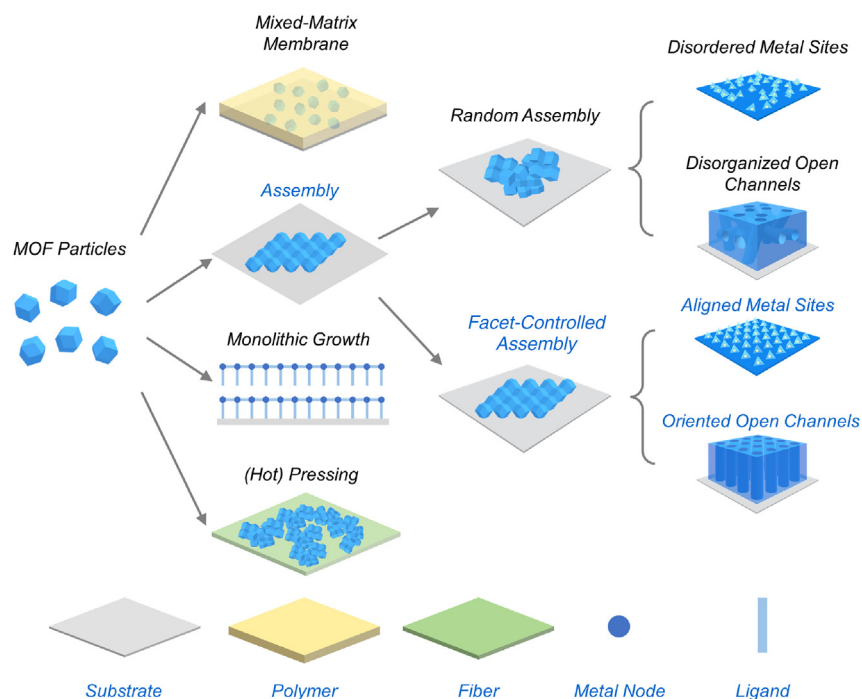 Mixed-Matrix
Membrane
Disordered Metal Sites
Random Assembly
Disorganized Open
Channels
Assembly
MOF Particles
Aligned Metal Sites
Facet-Controlled
Assembly
Monolithic Growth
Oriented Open Channels
(Hot) Pressing
Substrate
Polymer
Fiber
Metal Node
Ligand